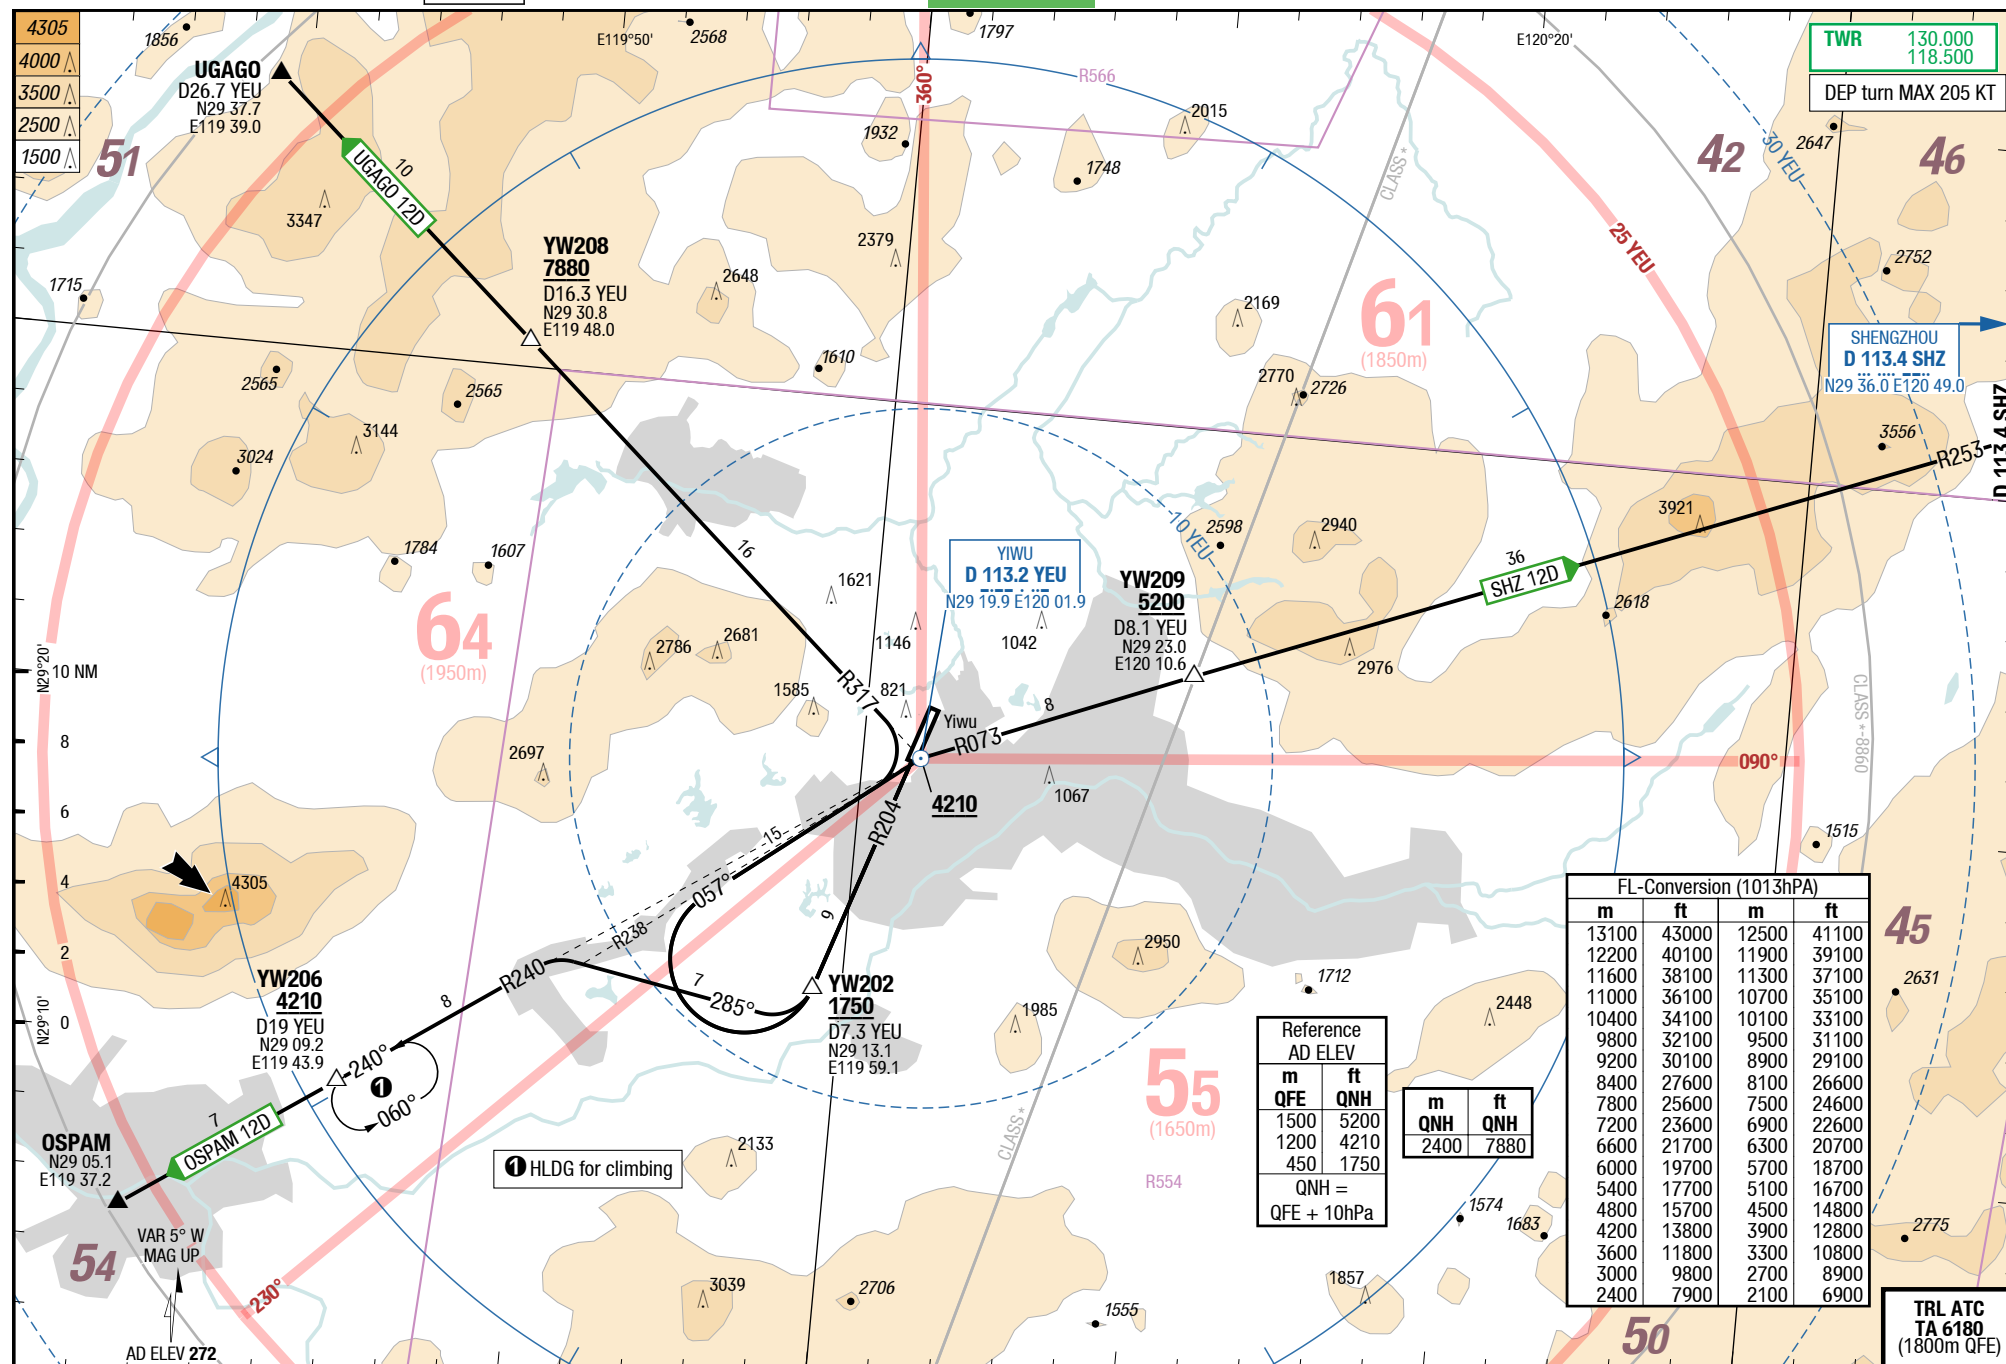 4305
4000
3500
2500
1500
1856
51
UGAGO
D26.7 YEU
N29 37.7
E119 39.0
E119°50'
2568
1797
360°
R566
E120°20'
TWR 130.000
118.500
DEP turn MAX 205 KT
2647
42
46
30 YEU
10
UGAGO 12D
3347
1932
1748
2015
CLASS *
25 YEU
2752
1715
YW208
7880
D16.3 YEU
N29 30.8
E119 48.0
2648
2379
2169
61
(1850m)
SHENGZHOU
D 113.4 SHZ
N29 36.0 E120 49.0
D 113.4 SHZ
2565
2565
1610
2770
2726
3144
3024
3556
R253
3921
1784
1607
16
10 YEU
2598
2940
36
SHZ 12D
2618
YIWU
D 113.2 YEU
N29 19.9 E120 01.9
YW209
5200
D8.1 YEU
N29 23.0
E120 10.6
64
(1950m)
1621
1146
1042
2681
2786
2976
N29°20'
10 NM
8
6
4
2
0
N29°10'
1585
821
R317
Yiwu
R073
8
CLASS *-8860
2697
090°
4210
1067
R204
15
057°
R238
9
1515
4305
R240
7
285°
YW202
1750
D7.3 YEU
N29 13.1
E119 59.1
2950
1712
1985
2448
45
2631
YW206
4210
D19 YEU
N29 09.2
E119 43.9
8
240°
1
060°
55
(1650m)
CLASS *
R554
Reference
AD ELEV
m ft
QFE QNH
1500 5200
1200 4210
450 1750
QNH =
QFE + 10hPa
m ft
QNH QNH
2400 7880
FL-Conversion (1013hPA)
m ft m ft
13100 43000 12500 41100
12200 40100 11900 39100
11600 38100 11300 37100
11000 36100 10700 35100
10400 34100 10100 33100
9800 32100 9500 31100
9200 30100 8900 29100
8400 27600 8100 26600
7800 25600 7500 24600
7200 23600 6900 22600
6600 21700 6300 20700
6000 19700 5700 18700
5400 17700 5100 16700
4800 15700 4500 14800
4200 13800 3900 12800
3600 11800 3300 10800
3000 9800 2700 8900
2400 7900 2100 6900
OSPAM
N29 05.1
E119 37.2
7
OSPAM 12D
1 HLDG for climbing
2133
VAR 5° W
MAG UP
54
230°
3039
2706
1555
1574
1683
1857
2775
50
AD ELEV 272
TRL ATC
TA 6180
(1800m QFE)